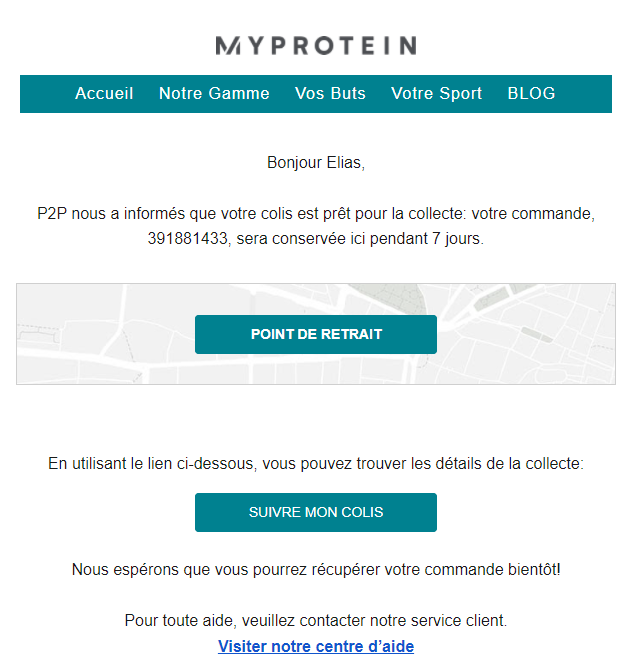 MYPROTEIN
Accueil Notre Gamme Vos Buts Votre Sport BLOG
Bonjour Elias,
P2P nous a informés que votre colis est prêt pour la collecte: votre commande,
391881433, sera conservée ici pendant 7 jours.
POINT DE RETRAIT
En utilisant le lien ci-dessous, vous pouvez trouver les détails de la collecte:
SUIVRE MON COLIS
Nous espérons que vous pourrez récupérer votre commande bientôt!
Pour toute aide, veuillez contacter notre service client.
Visiter notre centre d’aide